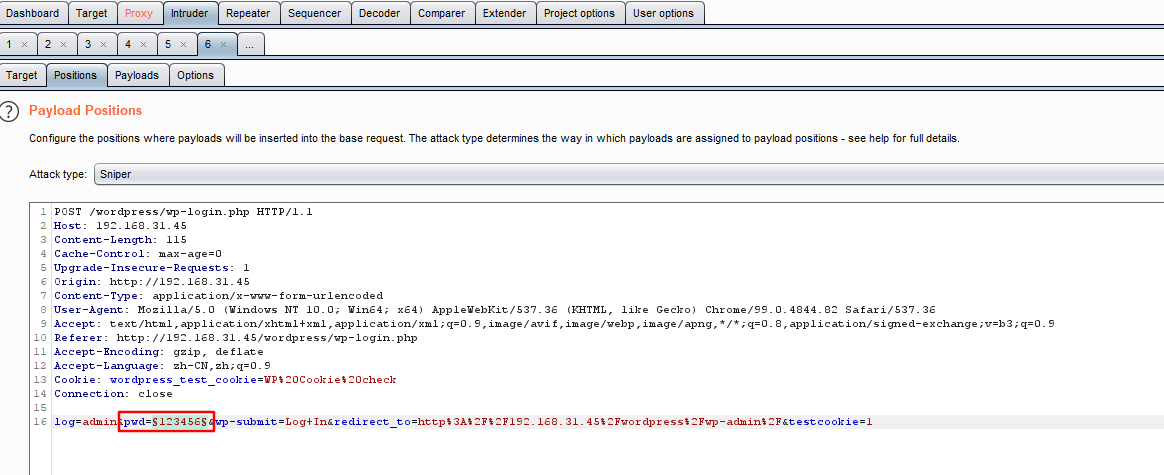 Dashboard Target Proxy Intruder Repeater Sequencer Decoder Comparer Extender Project options User options
1 × 2 × 3 × 4 × 5 × 6 × ...
Target Positions Payloads Options
? Payload Positions
Configure the positions where payloads will be inserted into the base request. The attack type determines the way in which payloads are assigned to payload positions - see help for full details.
Attack type: Sniper
1 POST /wordpress/wp-login.php HTTP/1.1
2 Host: 192.168.31.45
3 Content-Length: 115
4 Cache-Control: max-age=0
5 Upgrade-Insecure-Requests: 1
6 Origin: http://192.168.31.45
7 Content-Type: application/x-www-form-urlencoded
8 User-Agent: Mozilla/5.0 (Windows NT 10.0; Win64; x64) AppleWebKit/537.36 (KHTML, like Gecko) Chrome/99.0.4844.82 Safari/537.36
9 Accept: text/html,application/xhtml+xml,application/xml;q=0.9,image/avif,image/webp,image/apng,*/*;q=0.8,application/signed-exchange;v=b3;q=0.9
10 Referer: http://192.168.31.45/wordpress/wp-login.php
11 Accept-Encoding: gzip, deflate
12 Accept-Language: zh-CN,zh;q=0.9
13 Cookie: wordpress_test_cookie=WP%20Cookie%20check
14 Connection: close
15
16 log=admin&pwd=§123456§&wp-submit=Log+In&redirect_to=http%3A%2F%2F192.168.31.45%2Fwordpress%2Fwp-admin%2F&testcookie=1